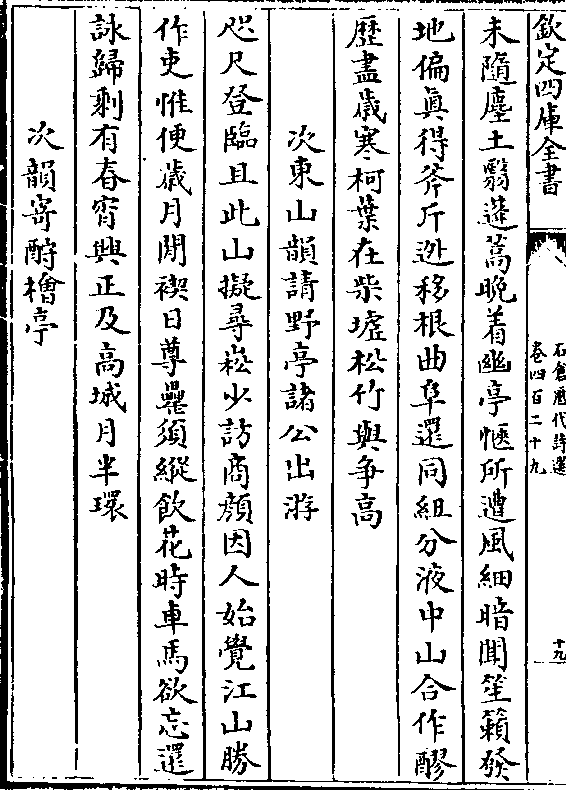 欽定四庫全書
石倉歷代詩選
卷四百二十九
十九
未隨塵土翳蓬蒿晚着幽亭愜所遭風細暗聞笙籟發
地偏真得斧斤逃移根曲阜還同組分液中山合作醪
歷盡歲寒柯葉在柴墟松竹與爭高
次東山韻請野亭諸公出游
咫尺登臨且此山擬尋崧少訪商顔因人始覺江山勝
作吏惟使歲月閒禊日尊罍須縱飲花時車馬欲忘還
詠歸剩有春宵興正及高城月半環
次韻寄酹檜亭